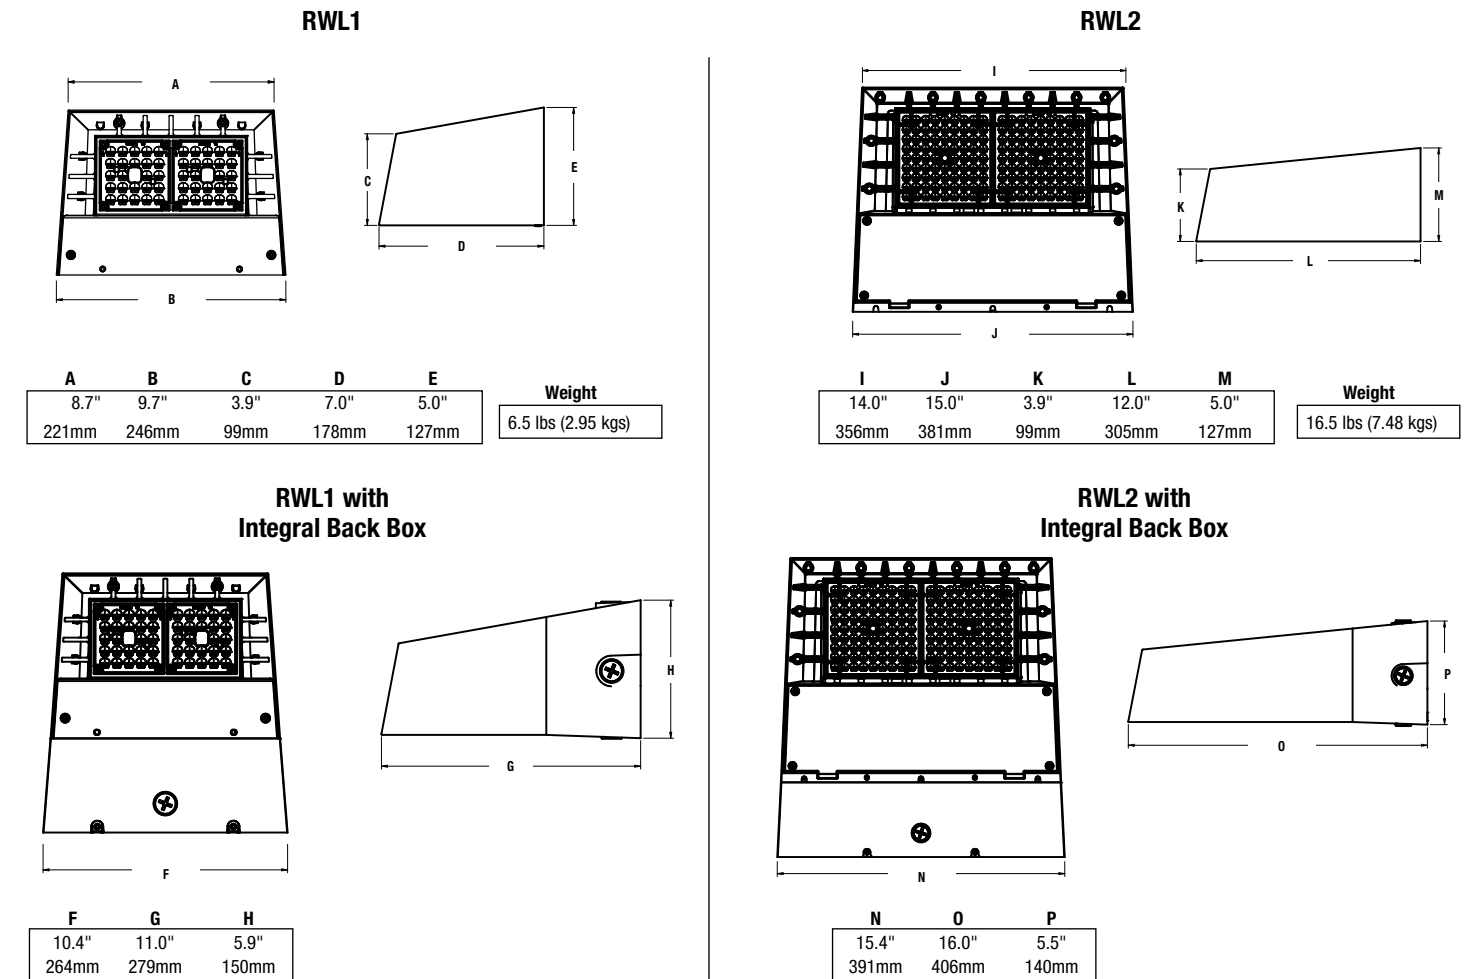 RWL1
A
C
E
D
B
A B C D E
8.7" 9.7" 3.9" 7.0" 5.0"
221mm 246mm 99mm 178mm 127mm
Weight
6.5 lbs (2.95 kgs)
RWL2
I
K
M
L
J
I J K L M
14.0" 15.0" 3.9" 12.0" 5.0"
356mm 381mm 99mm 305mm 127mm
Weight
16.5 lbs (7.48 kgs)
RWL1 with
Integral Back Box
H
G
F
F G H
10.4" 11.0" 5.9"
264mm 279mm 150mm
RWL2 with
Integral Back Box
P
O
N
N O P
15.4" 16.0" 5.5"
391mm 406mm 140mm